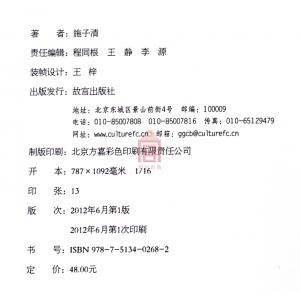 著 者：施子清
责任编辑：程同根 王 静 李 源
装帧设计：王 梓
出版发行：故宫出版社
地址：北京东城区景山前街4号 邮编：100009
电话：010-85007808 010-85007816 传真：010-65129479
网址：www.culturefc.cn 邮箱：ggcb@culturefc.cn
制版印刷：北京方嘉彩色印刷有限责任公司
开 本：787×1092毫米 1/16
印 张：13
版 次：2012年6月第1版
2012年6月第1次印刷
书 号：ISBN 978-7-5134-0268-2
定 价：48.00元